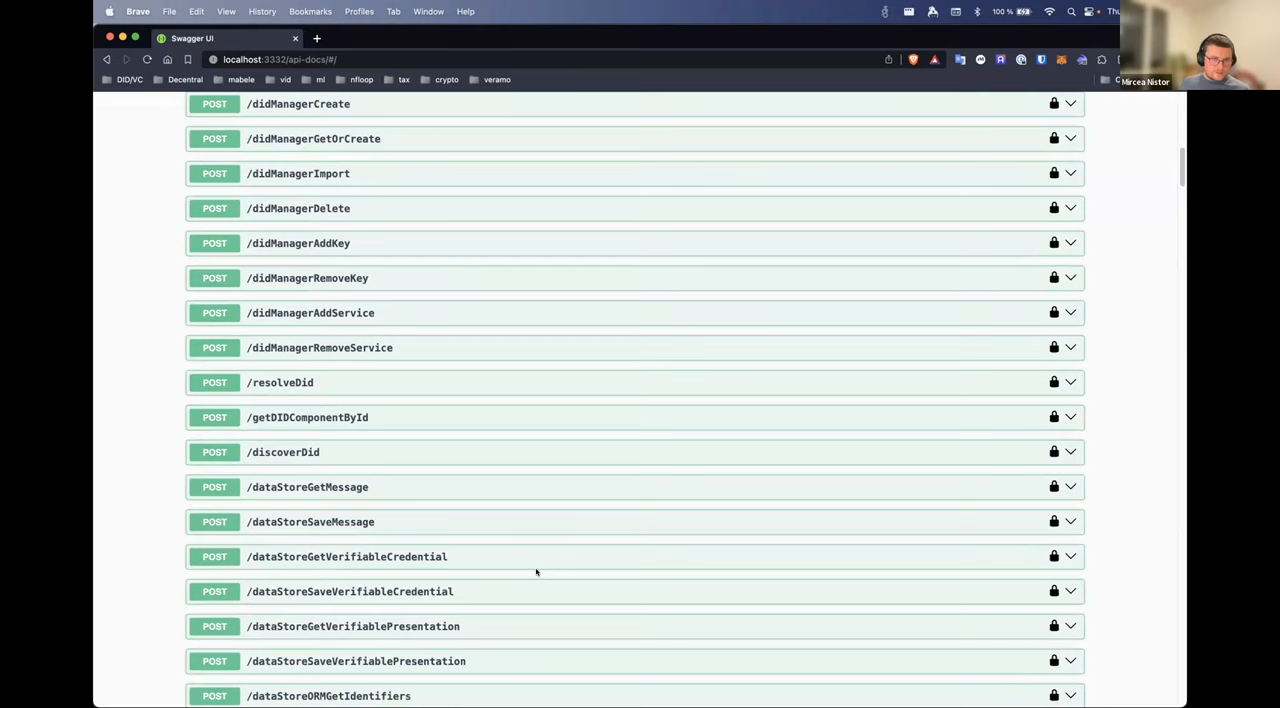 Brave File Edit View History Bookmarks Profiles Tab Window Help 100 % Thu
Swagger UI
localhost:3332/api-docs/#/
DID/VC Decentral mabele vid ml nfloop tax crypto veramo
Mircea Nistor
POST /didManagerCreate
POST /didManagerGetOrCreate
POST /didManagerImport
POST /didManagerDelete
POST /didManagerAddKey
POST /didManagerRemoveKey
POST /didManagerAddService
POST /didManagerRemoveService
POST /resolveDid
POST /getDIDComponentById
POST /discoverDid
POST /dataStoreGetMessage
POST /dataStoreSaveMessage
POST /dataStoreGetVerifiableCredential
POST /dataStoreSaveVerifiableCredential
POST /dataStoreGetVerifiablePresentation
POST /dataStoreSaveVerifiablePresentation
POST /dataStoreORMGetIdentifiers